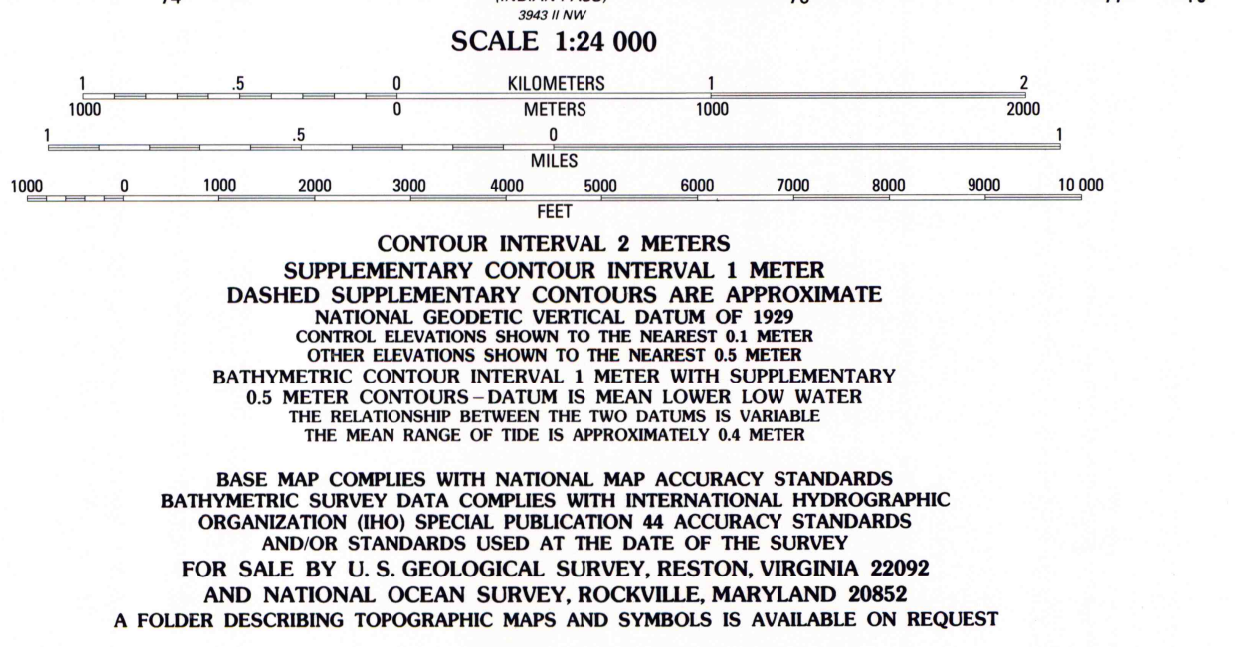 3943 II NW
SCALE 1:24 000
1 .5 0 KILOMETERS 1 2
1000 0 METERS 1000 2000
1 .5 0 1
MILES
1000 0 1000 2000 3000 4000 5000 6000 7000 8000 9000 10 000
FEET
CONTOUR INTERVAL 2 METERS
SUPPLEMENTARY CONTOUR INTERVAL 1 METER
DASHED SUPPLEMENTARY CONTOURS ARE APPROXIMATE
NATIONAL GEODETIC VERTICAL DATUM OF 1929
CONTROL ELEVATIONS SHOWN TO THE NEAREST 0.1 METER
OTHER ELEVATIONS SHOWN TO THE NEAREST 0.5 METER
BATHYMETRIC CONTOUR INTERVAL 1 METER WITH SUPPLEMENTARY
0.5 METER CONTOURS – DATUM IS MEAN LOWER LOW WATER
THE RELATIONSHIP BETWEEN THE TWO DATUMS IS VARIABLE
THE MEAN RANGE OF TIDE IS APPROXIMATELY 0.4 METER
BASE MAP COMPLIES WITH NATIONAL MAP ACCURACY STANDARDS
BATHYMETRIC SURVEY DATA COMPLIES WITH INTERNATIONAL HYDROGRAPHIC
ORGANIZATION (IHO) SPECIAL PUBLICATION 44 ACCURACY STANDARDS
AND/OR STANDARDS USED AT THE DATE OF THE SURVEY
FOR SALE BY U. S. GEOLOGICAL SURVEY, RESTON, VIRGINIA 22092
AND NATIONAL OCEAN SURVEY, ROCKVILLE, MARYLAND 20852
A FOLDER DESCRIBING TOPOGRAPHIC MAPS AND SYMBOLS IS AVAILABLE ON REQUEST